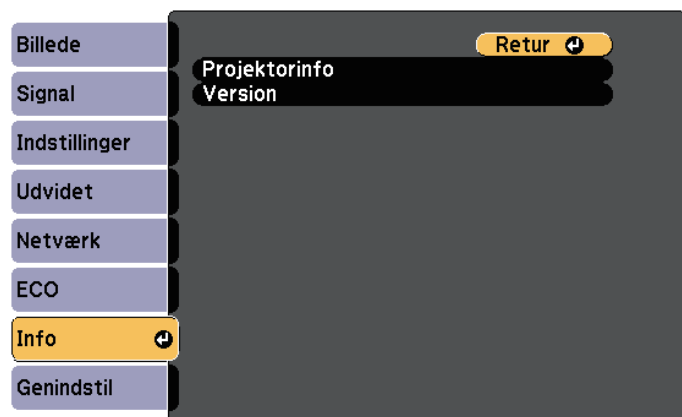 Billede
Signal
Indstillinger
Udvidet
Netværk
ECO
Info
Genindstil
Retur
Projektorinfo
Version